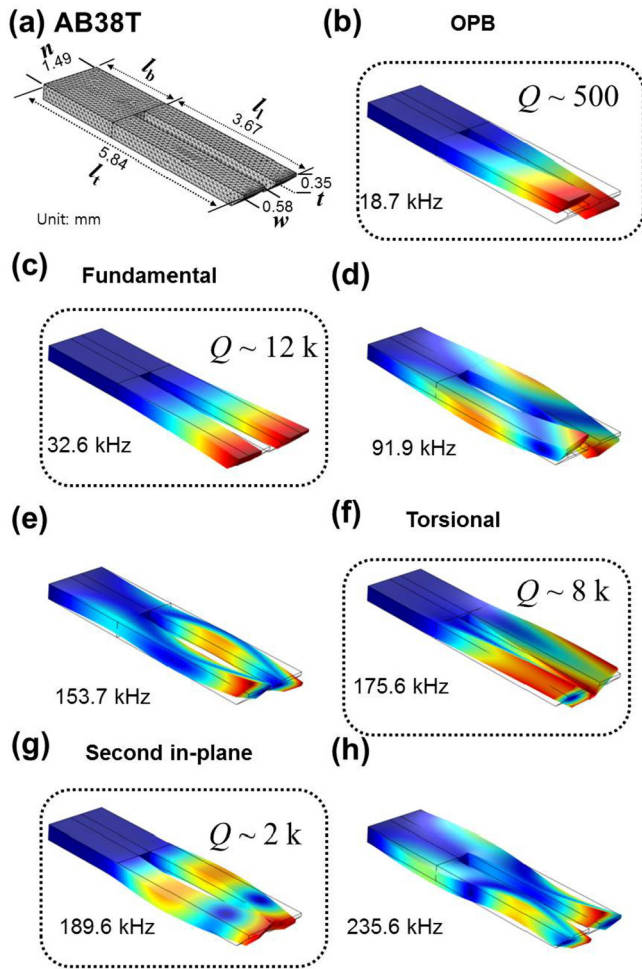 (a) AB38T
n
1.49
l_b
l_1
3.67
5.84
l_t
0.35
t
0.58
w
Unit: mm
(b) OPB
Q ~ 500
18.7 kHz
(c) Fundamental
Q ~ 12 k
32.6 kHz
(d)
91.9 kHz
(e)
153.7 kHz
(f) Torsional
Q ~ 8 k
175.6 kHz
(g) Second in-plane
Q ~ 2 k
189.6 kHz
(h)
235.6 kHz